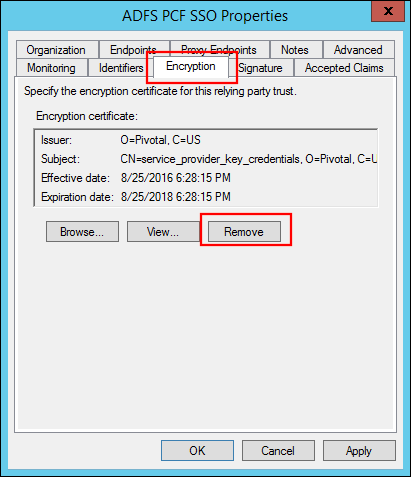 ADFS PCF SSO Properties
x
Organization Endpoints Proxy Endpoints Notes Advanced
Monitoring Identifiers Encryption Signature Accepted Claims
Specify the encryption certificate for this relying party trust.
Encryption certificate:
Issuer: O=Pivotal, C=US
Subject: CN=service_provider_key_credentials, O=Pivotal, C=U
Effective date: 8/25/2016 6:28:15 PM
Expiration date: 8/25/2018 6:28:15 PM
Browse... View... Remove
OK Cancel Apply